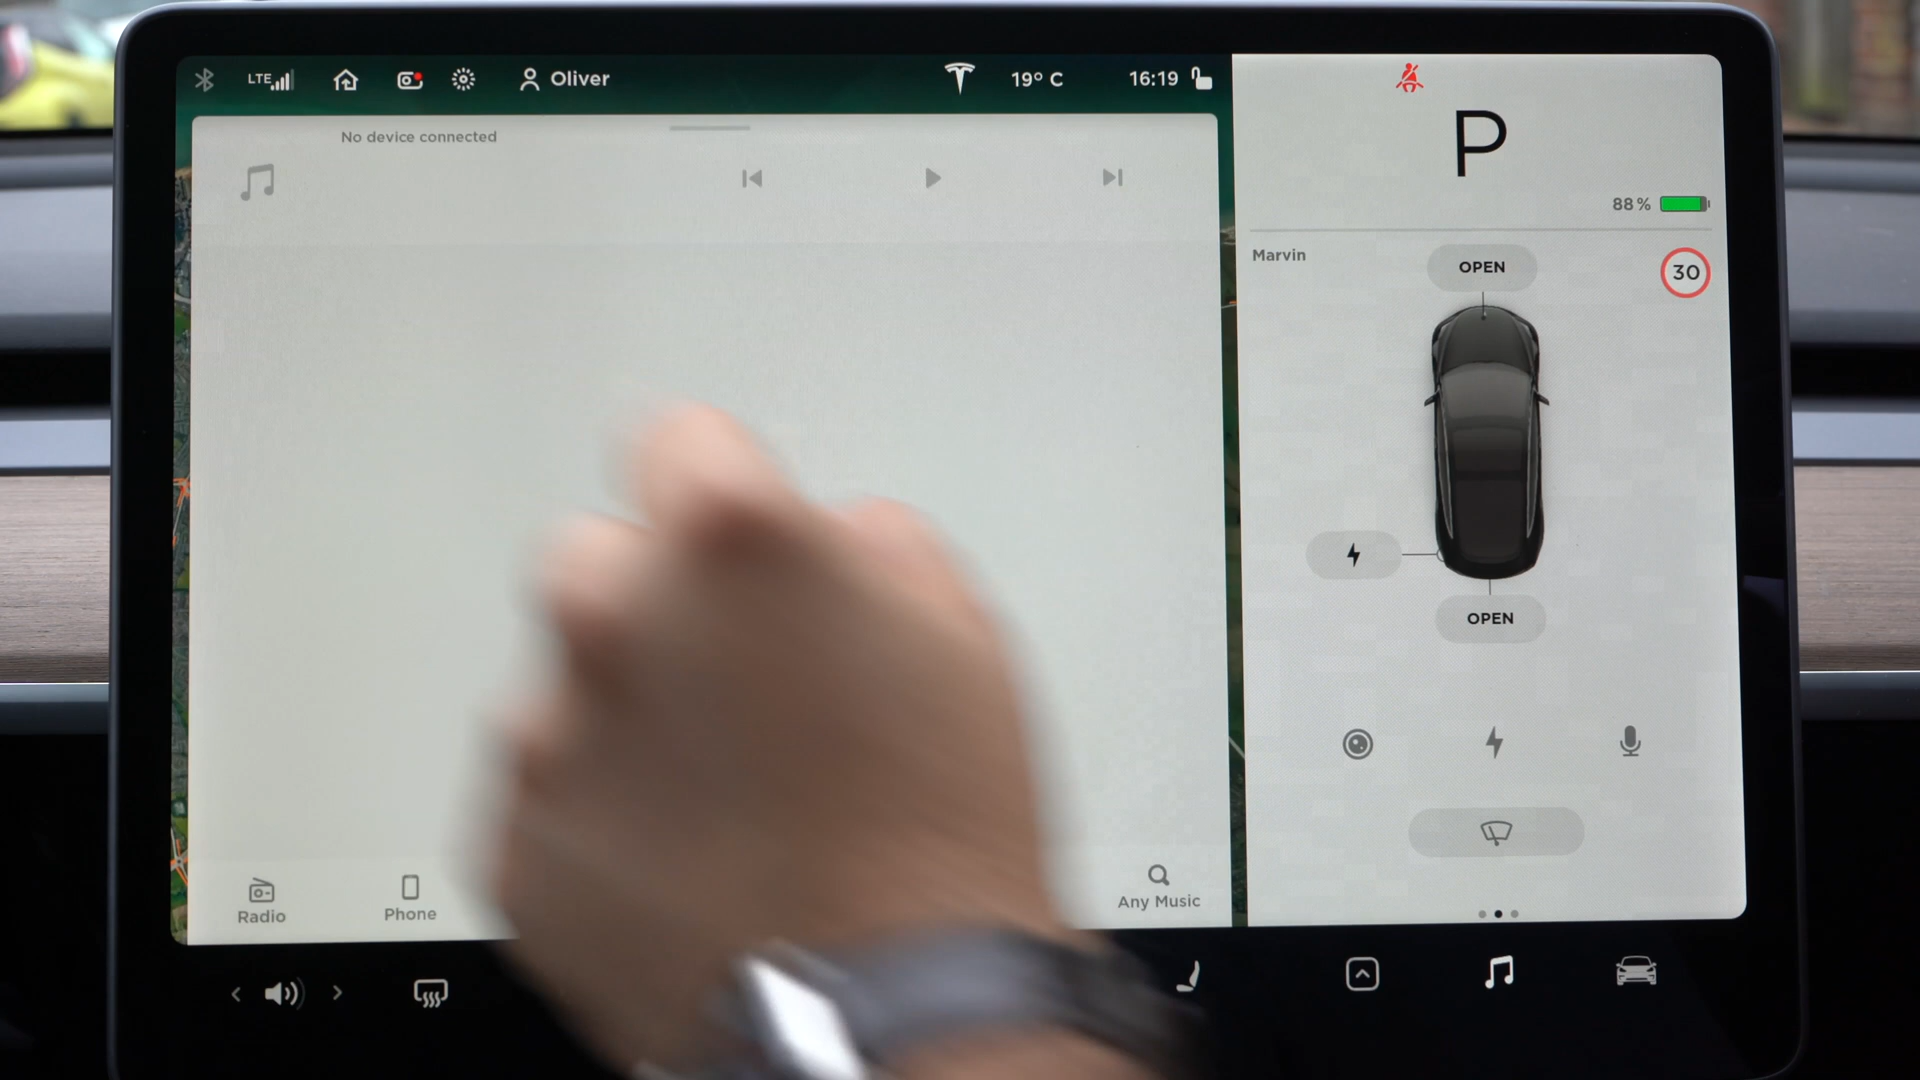 LTE
Oliver
19° C
16:19
No device connected
P
88 %
Marvin
OPEN
30
OPEN
Radio
Phone
Any Music